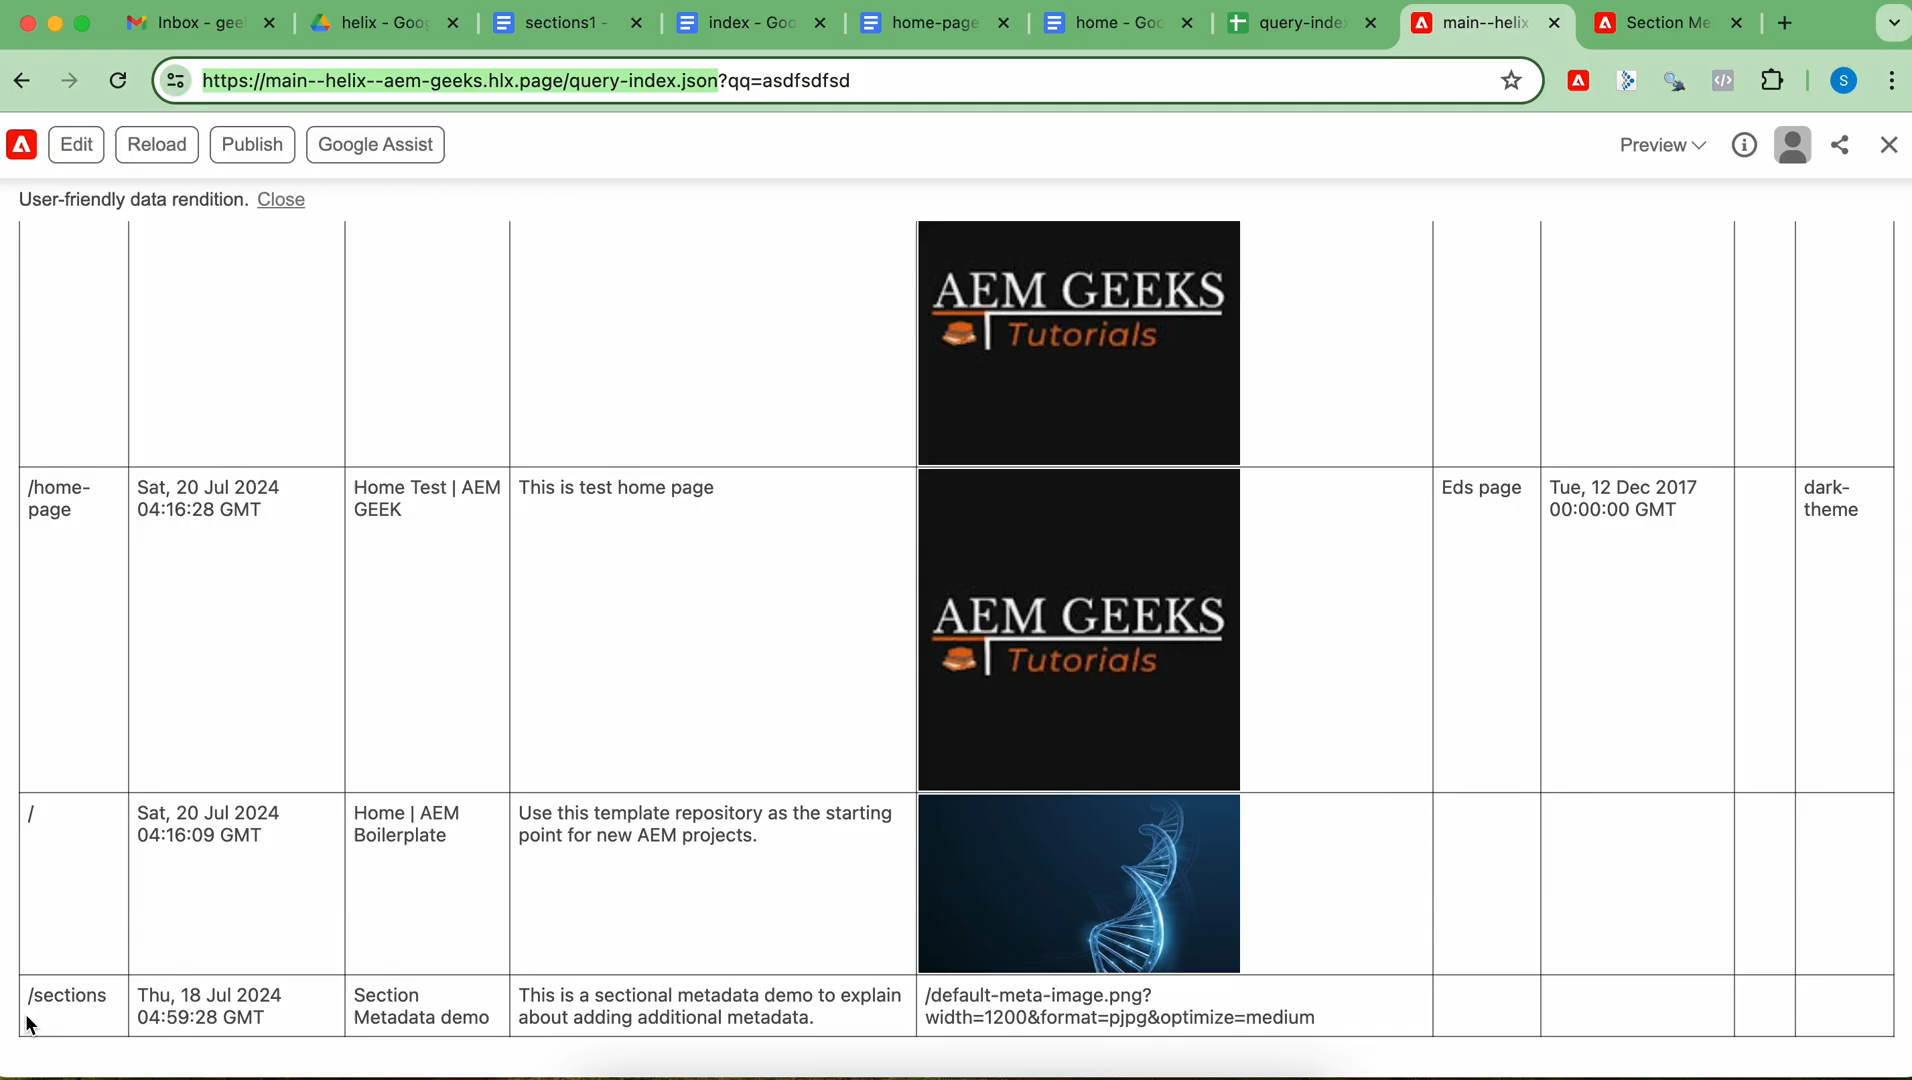 Inbox - gee
helix - Goo
sections1 -
index - Goo
home-page
home - Goo
query-inde
main--helix
Section Me
https://main--helix--aem-geeks.hlx.page/query-index.json?qq=asdfsdfsd
S
Edit
Reload
Publish
Google Assist
Preview
User-friendly data rendition. Close
AEM GEEKS
Tutorials
/home-
page
Sat, 20 Jul 2024
04:16:28 GMT
Home Test | AEM
GEEK
This is test home page
AEM GEEKS
Tutorials
Eds page
Tue, 12 Dec 2017
00:00:00 GMT
dark-
theme
/
Sat, 20 Jul 2024
04:16:09 GMT
Home | AEM
Boilerplate
Use this template repository as the starting
point for new AEM projects.
/sections
Thu, 18 Jul 2024
04:59:28 GMT
Section
Metadata demo
This is a sectional metadata demo to explain
about adding additional metadata.
/default-meta-image.png?
width=1200&format=pjpg&optimize=medium